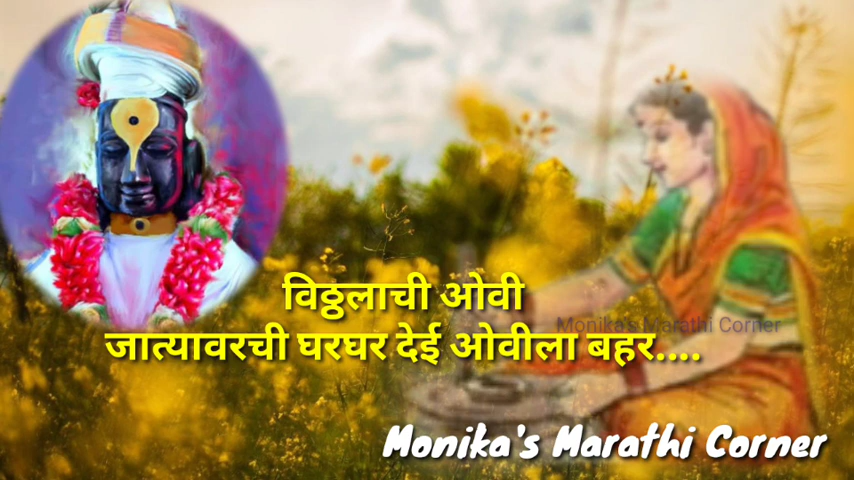 विठ्ठलाची ओवी
Monika's Marathi Corner
जात्यावरची घरघर देई ओवीला बहर....
Monika's Marathi Corner